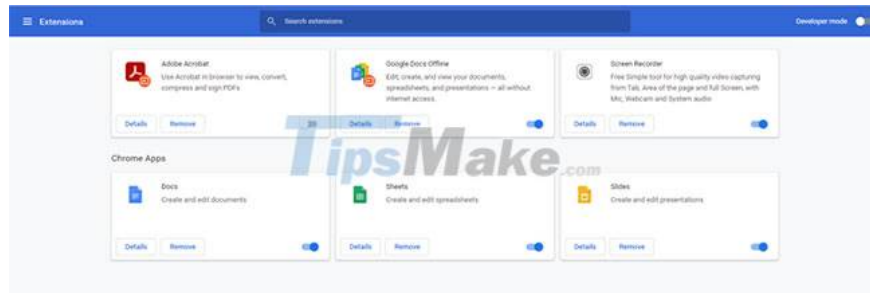 Extensions
Search extensions
Developer mode
Adobe Acrobat
Use Acrobat in browser to view, convert,
compress and sign PDFs
Details Remove
Google Docs Offline
Edit, create, and view your documents,
spreadsheets, and presentations — all without
internet access.
Details Remove
Screen Recorder
Free Simple tool for high quality video capturing
from Tab, Area of the page and Full Screen, with
Mic, Webcam and System audio
Details Remove
TipsMake.com
Chrome Apps
Docs
Create and edit documents
Details Remove
Sheets
Create and edit spreadsheets
Details Remove
Slides
Create and edit presentations
Details Remove